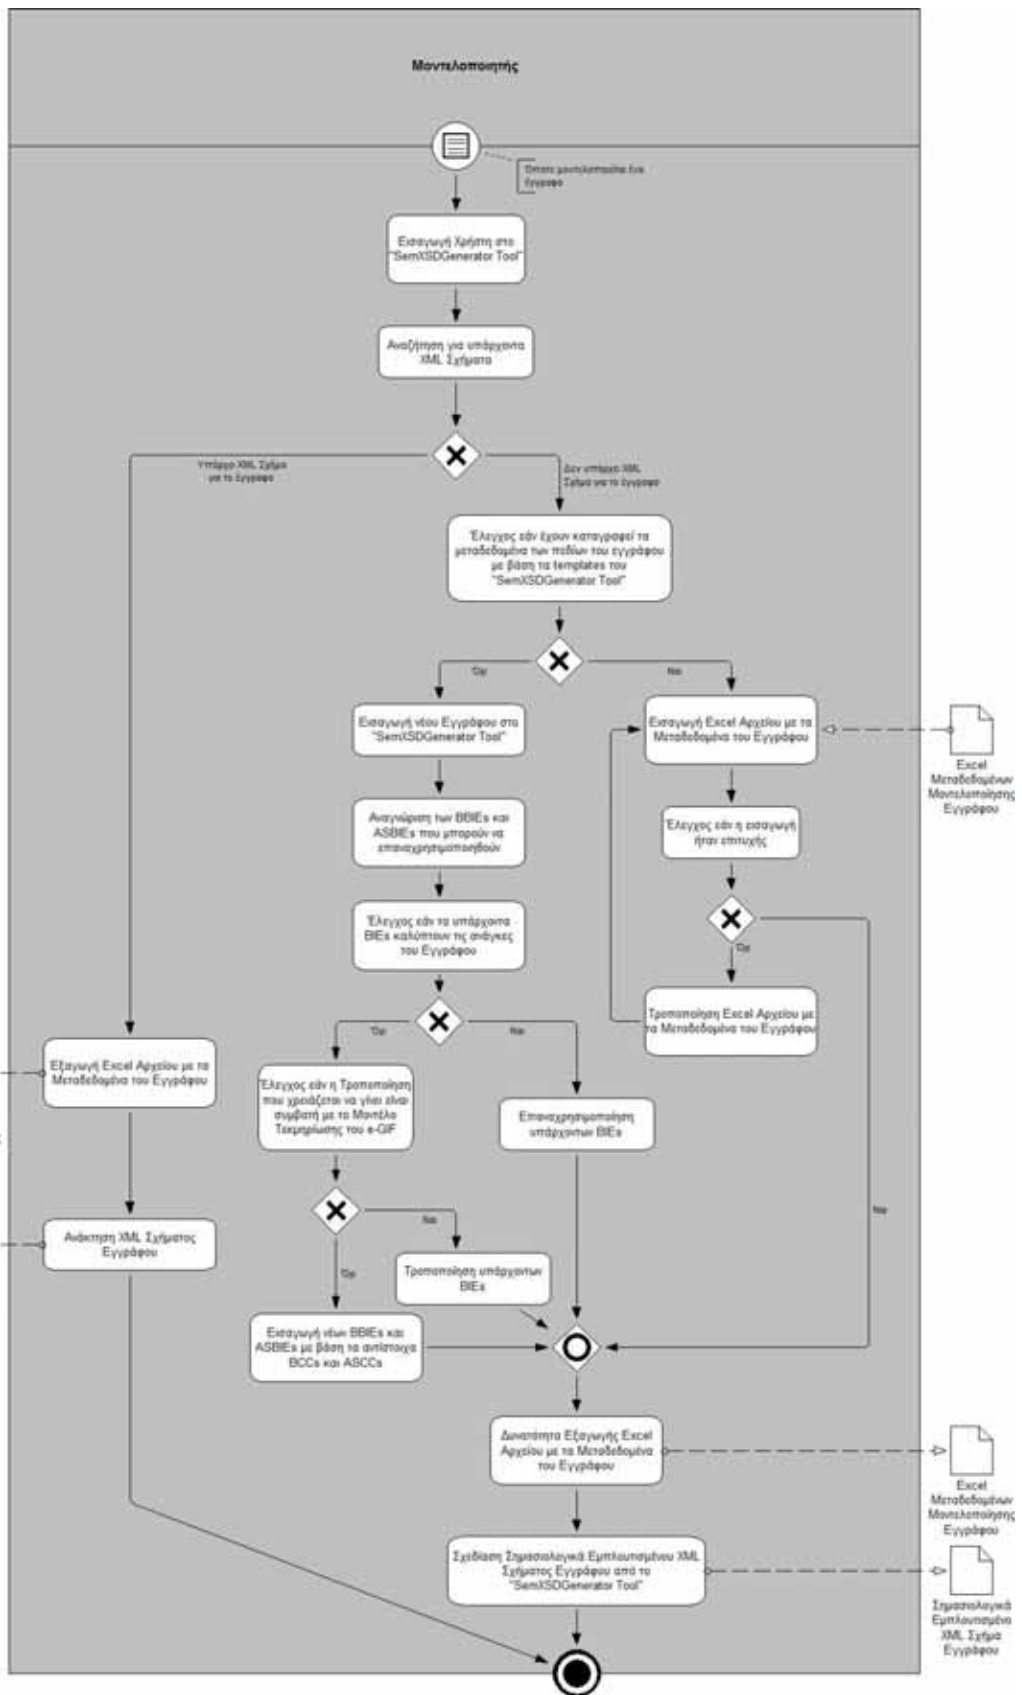 Μοντελοποιητής
Όποτε μοντελοποιείται ένα
έγγραφο
Εισαγωγή Χρήστη στο
"SemXSDGenerator Tool"
Αναζήτηση για υπάρχοντα
XML Σχήματα
Υπάρχει XML Σχήμα
για το έγγραφο
Δεν υπάρχει XML
Σχήμα για το έγγραφο
Έλεγχος εάν έχουν καταγραφεί τα
μεταδεδομένα των πεδίων του εγγράφου
με βάση τα templates του
"SemXSDGenerator Tool"
Όχι
Ναι
Εισαγωγή νέου Εγγράφου στο
"SemXSDGenerator Tool"
Εισαγωγή Excel Αρχείου με τα
Μεταδεδομένα του Εγγράφου
Excel
Μεταδεδομένων
Μοντελοποίησης
Εγγράφου
Αναγνώριση των BBIEs και
ASBIEs που μπορούν να
επαναχρησιμοποιηθούν
Έλεγχος εάν η εισαγωγή
ήταν επιτυχής
Έλεγχος εάν τα υπάρχοντα
BIEs καλύπτουν τις ανάγκες
του Εγγράφου
Όχι
Τροποποίηση Excel Αρχείου με
τα Μεταδεδομένα του Εγγράφου
Όχι
Ναι
Εξαγωγή Excel Αρχείου με τα
Μεταδεδομένα του Εγγράφου
Έλεγχος εάν η Τροποποίηση
που χρειάζεται να γίνει είναι
συμβατή με το Μοντέλο
Τεκμηρίωσης του e-GIF
Επαναχρησιμοποίηση
υπάρχοντων BIEs
Ναι
Ναι
Ανάκτηση XML Σχήματος
Εγγράφου
Όχι
Τροποποίηση υπάρχοντων
BIEs
Εισαγωγή νέων BBIEs και
ASBIEs με βάση τα αντίστοιχα
BCCs και ASCCs
Δυνατότητα Εξαγωγής Excel
Αρχείου με τα Μεταδεδομένα
του Εγγράφου
Excel
Μεταδεδομένων
Μοντελοποίησης
Εγγράφου
Σχεδίαση Σημασιολογικά Εμπλουτισμένου XML
Σχήματος Εγγράφου από το
"SemXSDGenerator Tool"
Σημασιολογικά
Εμπλουτισμένο
XML Σχήμα
Εγγράφου